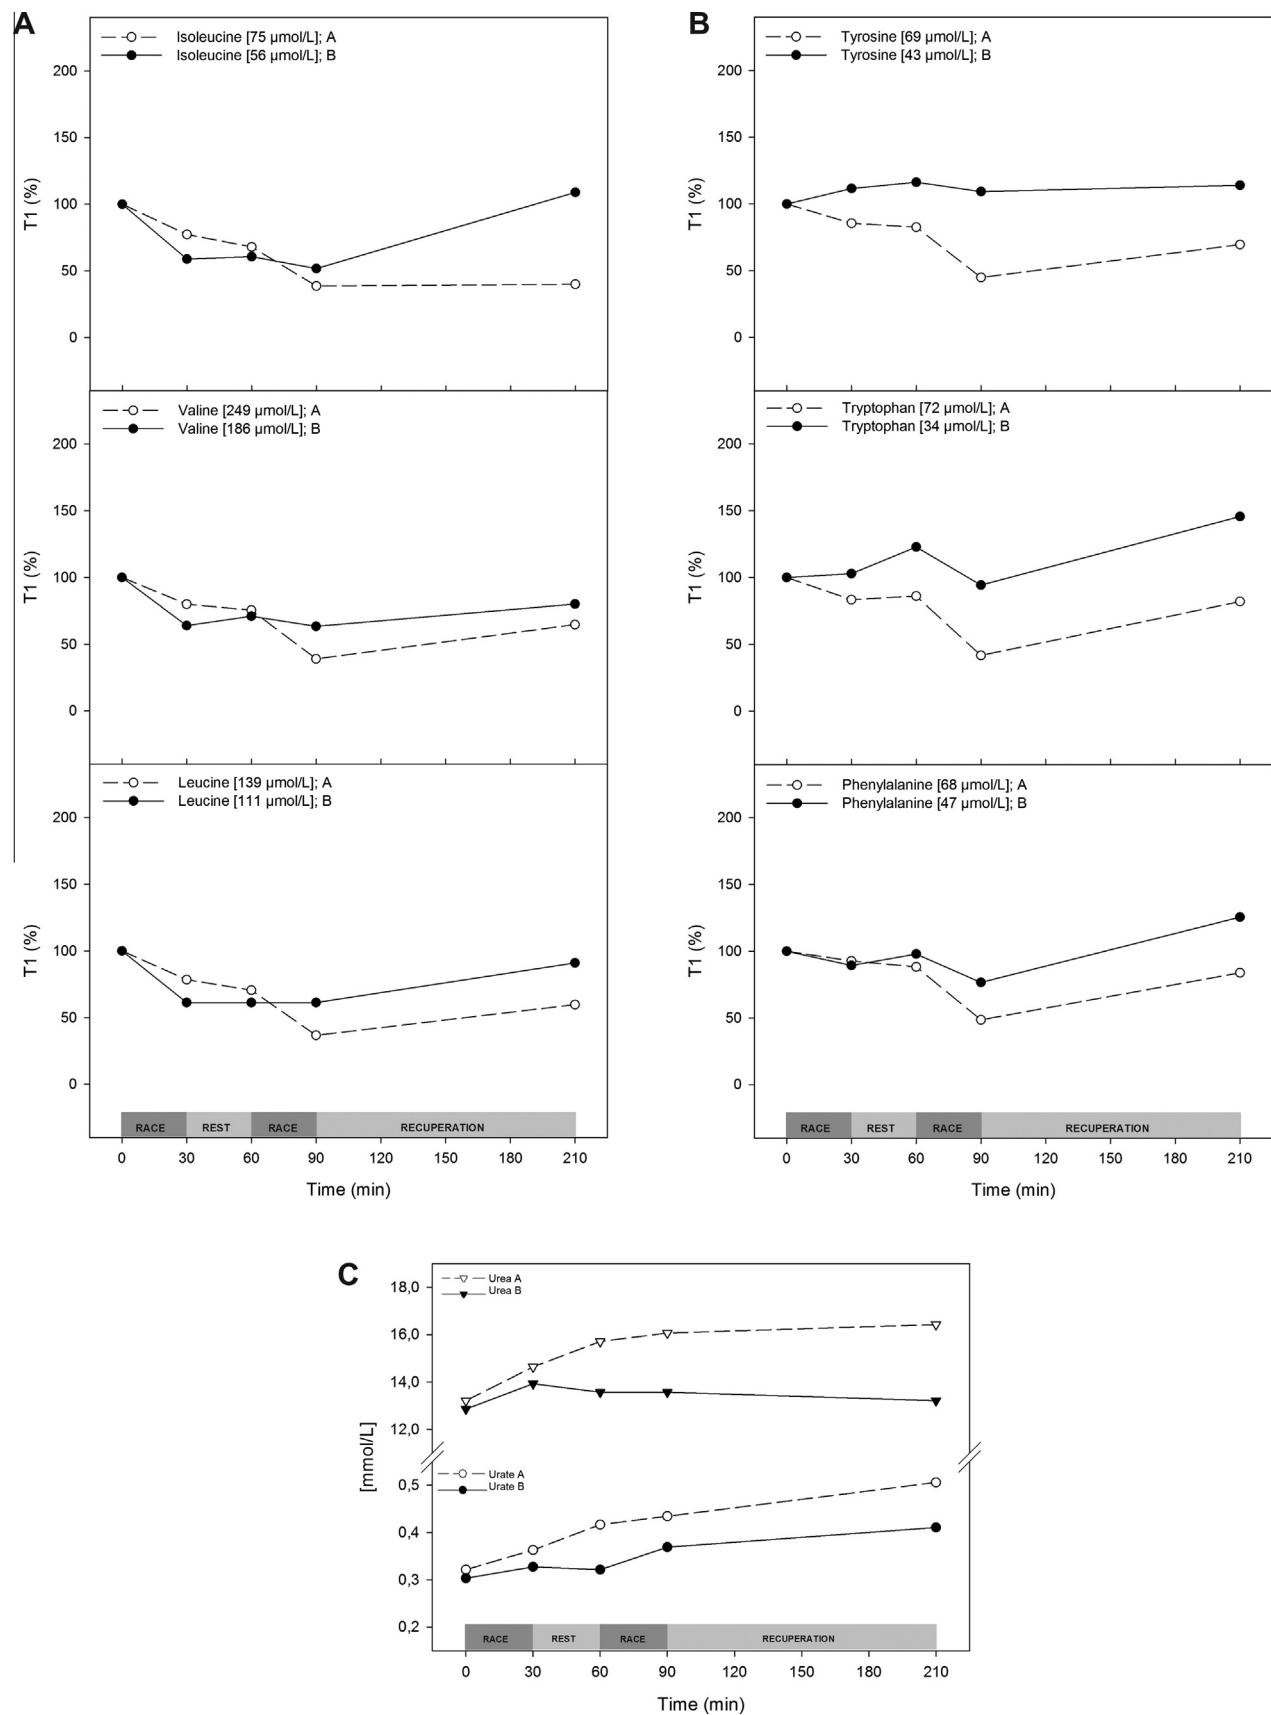 A
Isoleucine [75 µmol/L]; A
Isoleucine [56 µmol/L]; B
200
150
100
50
0
T1 (%)
Valine [249 µmol/L]; A
Valine [186 µmol/L]; B
200
150
100
50
0
T1 (%)
Leucine [139 µmol/L]; A
Leucine [111 µmol/L]; B
200
150
100
50
0
T1 (%)
RACE REST RACE RECUPERATION
0 30 60 90 120 150 180 210
Time (min)
B
Tyrosine [69 µmol/L]; A
Tyrosine [43 µmol/L]; B
200
150
100
50
0
T1 (%)
Tryptophan [72 µmol/L]; A
Tryptophan [34 µmol/L]; B
200
150
100
50
0
T1 (%)
Phenylalanine [68 µmol/L]; A
Phenylalanine [47 µmol/L]; B
200
150
100
50
0
T1 (%)
RACE REST RACE RECUPERATION
0 30 60 90 120 150 180 210
Time (min)
C
Urea A
Urea B
18,0
16,0
14,0
12,0
[mmol/L]
Urate A
Urate B
0,5
0,4
0,3
0,2
RACE REST RACE RECUPERATION
0 30 60 90 120 150 180 210
Time (min)